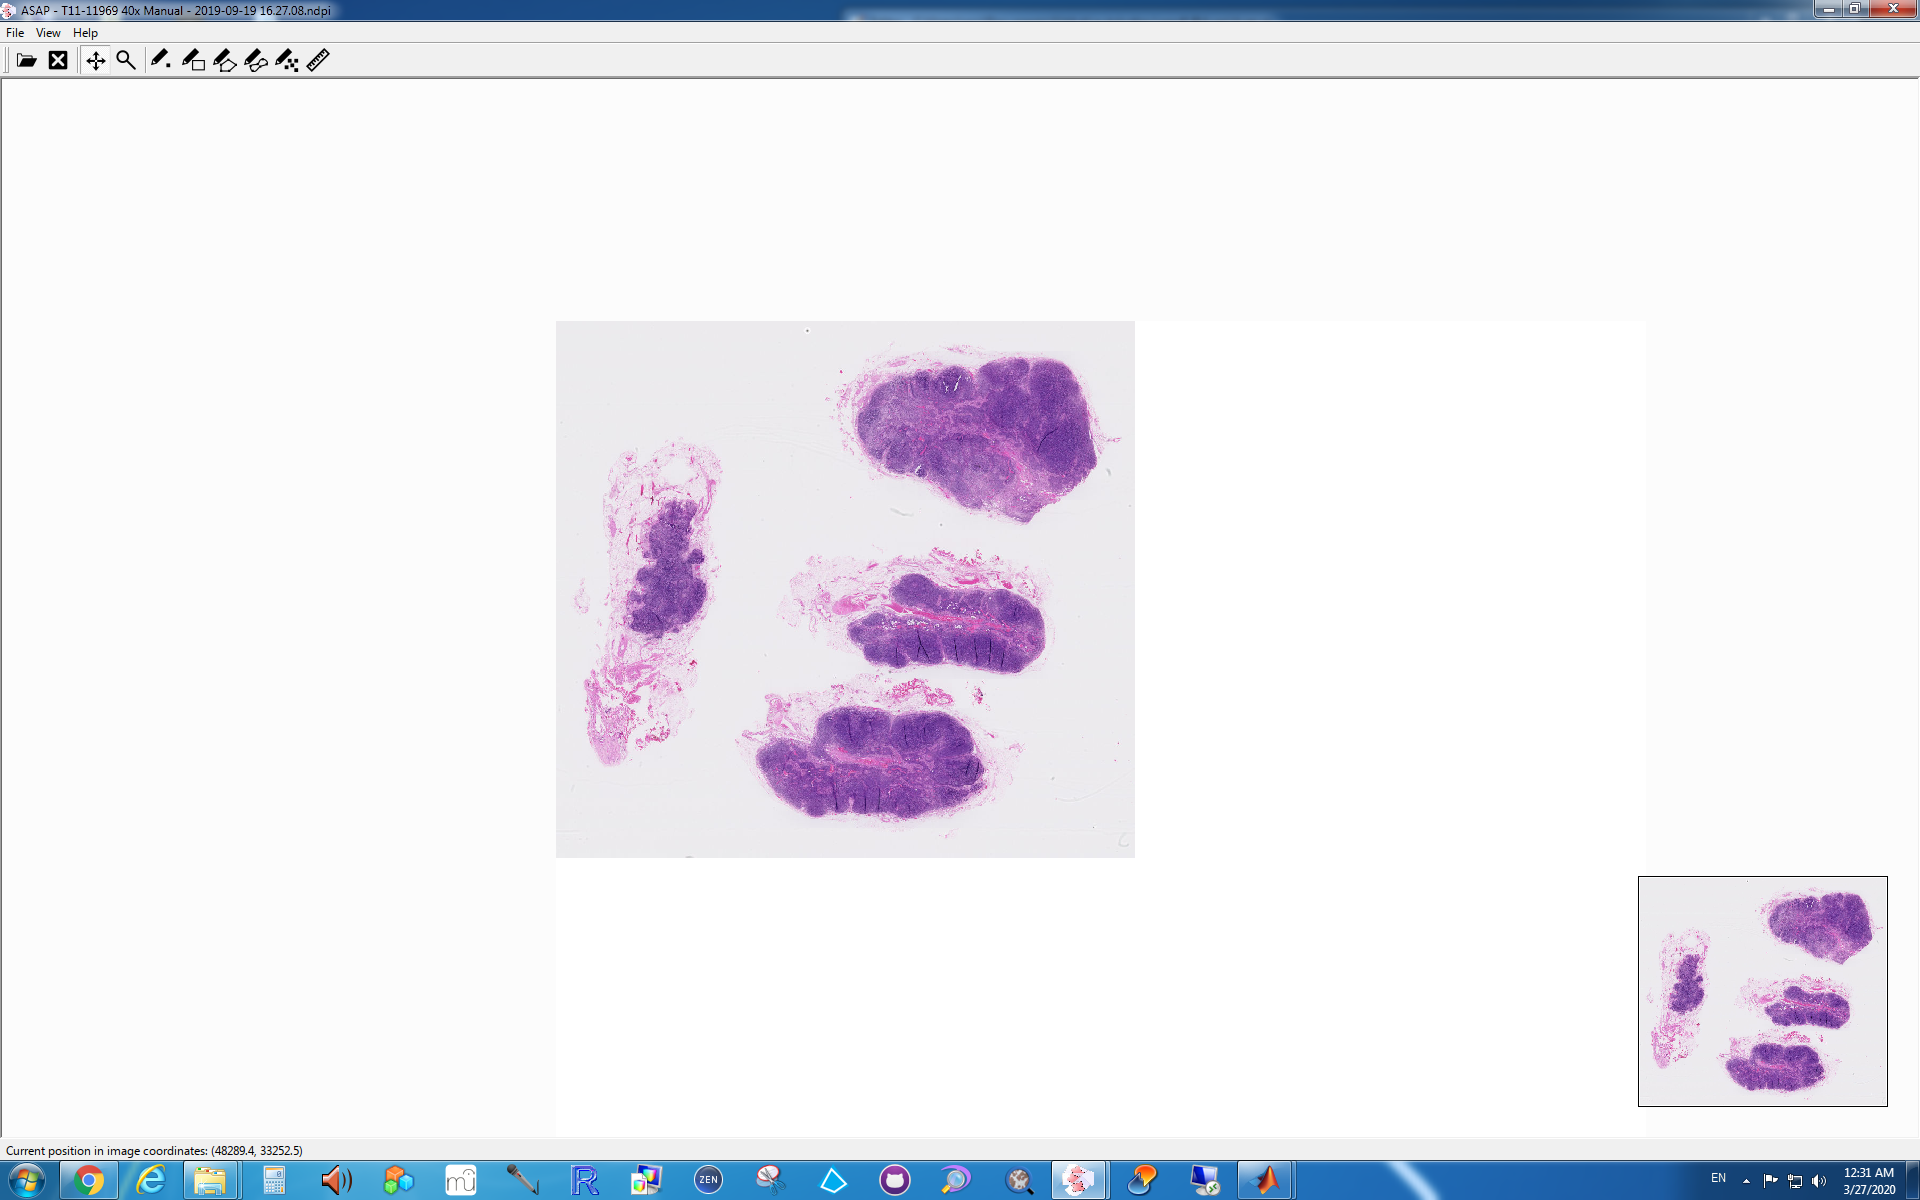 ASAP - T11-11969 40x Manual - 2019-09-19 16.27.08.ndpi
File View Help
Current position in image coordinates: (48289.4, 33252.5)
mi R ZEN
EN
12:31 AM
3/27/2020